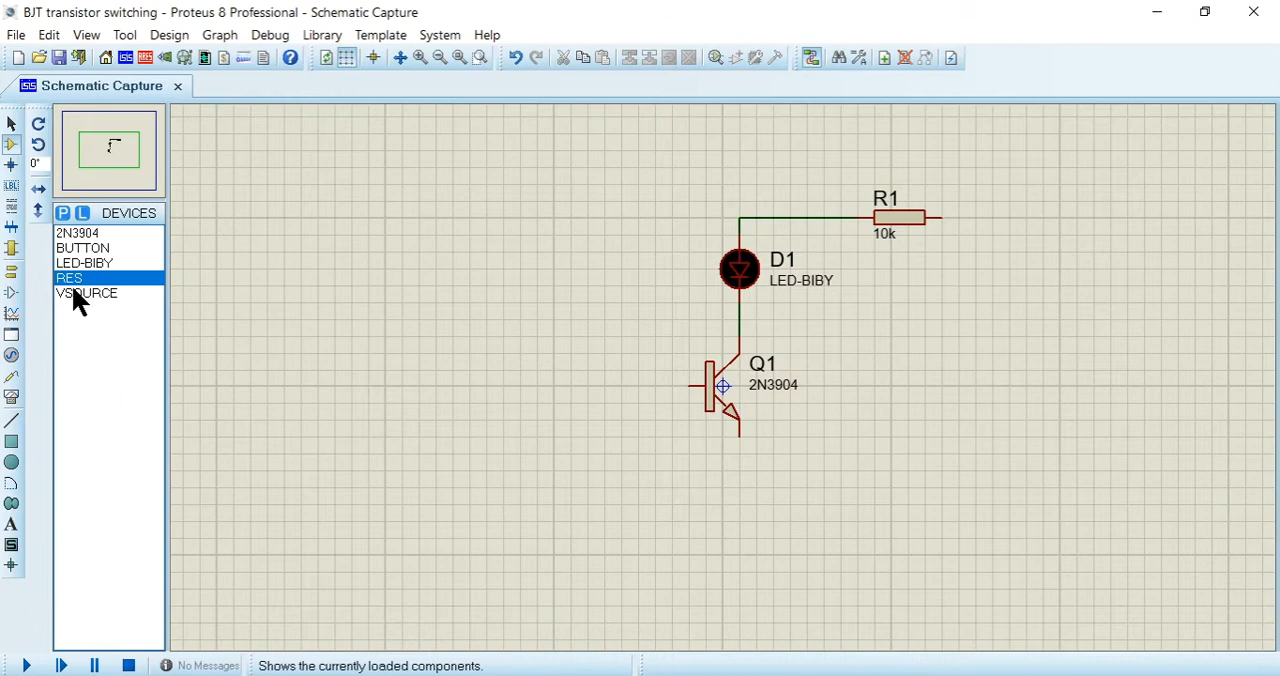 BJT transistor switching - Proteus 8 Professional - Schematic Capture
File Edit View Tool Design Graph Debug Library Template System Help
Schematic Capture
0°
LBL
P L DEVICES
2N3904
BUTTON
LED-BIBY
RES
VSOURCE
R1
10k
D1
LED-BIBY
Q1
2N3904
A
S
No Messages
Shows the currently loaded components.